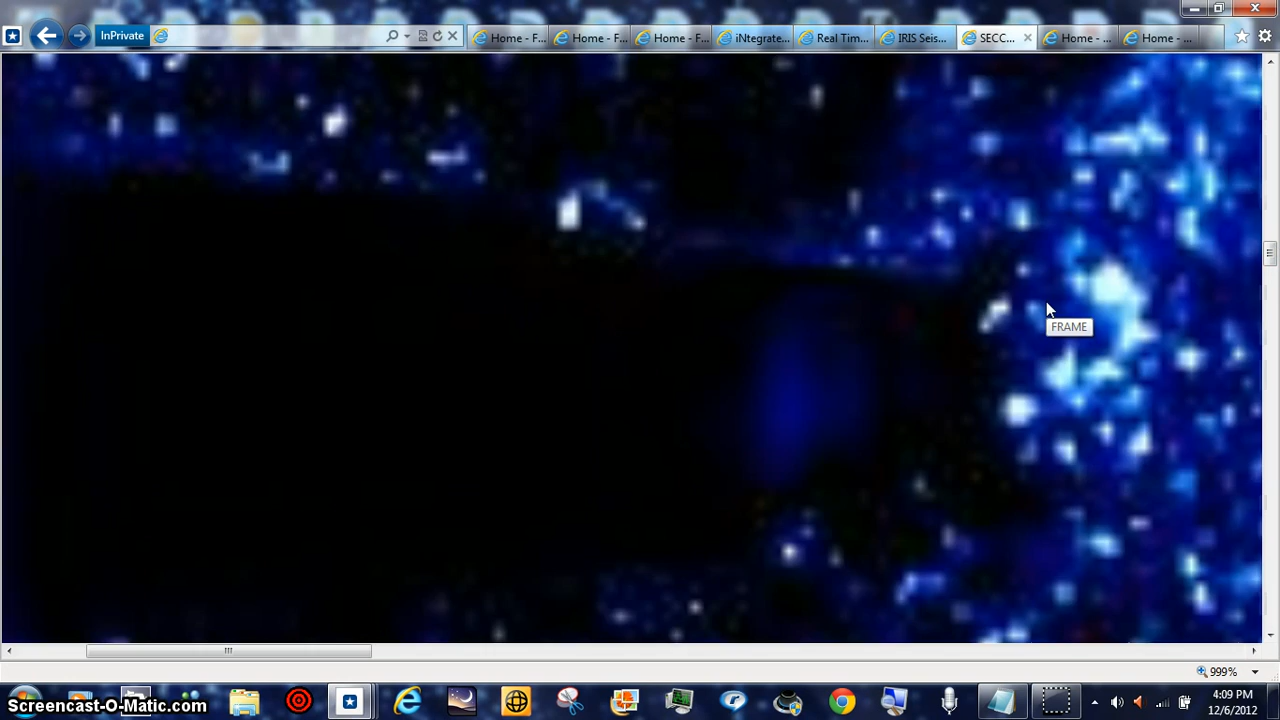 InPrivate
Home - F...
Home - F...
Home - F...
iNtegrate...
Real Tim...
IRIS Seis...
SECC...
Home - ...
Home - ...
FRAME
999%
4:09 PM
12/6/2012
Screencast-O-Matic.com